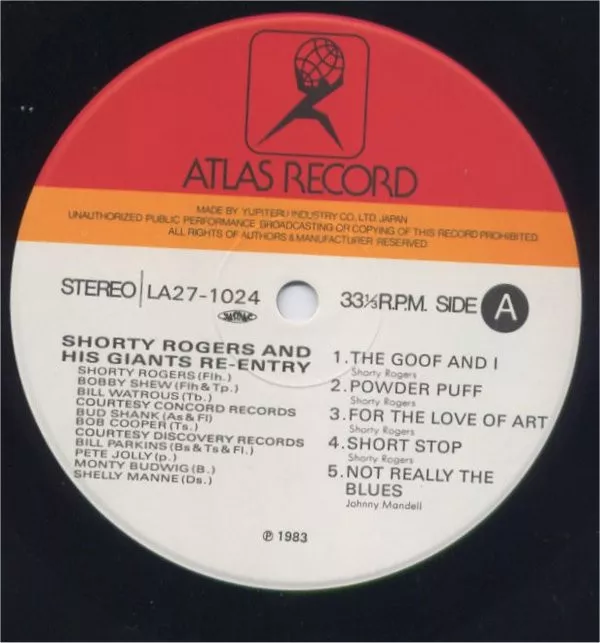 ATLAS RECORD
MADE BY YUPITERU INDUSTRY CO., LTD. JAPAN
UNAUTHORIZED PUBLIC PERFORMANCE BROADCASTING OR COPYING OF THIS RECORD PROHIBITED
ALL RIGHTS OF AUTHORS & MANUFACTURER RESERVED
STEREO LA27-1024
33⅓R.P.M. SIDE A
SHORTY ROGERS AND
HIS GIANTS RE-ENTRY
SHORTY ROGERS (Flh.)
BOBBY SHEW (Flh & Tp.)
BILL WATROUS (Tb.)
COURTESY CONCORD RECORDS
BUD SHANK (As & Fl)
BOB COOPER (Ts.)
COURTESY DISCOVERY RECORDS
BILL PARKINS (Bs & Ts & Fl.)
PETE JOLLY (p.)
MONTY BUDWIG (B.)
SHELLY MANNE (Ds.)
1.THE GOOF AND I
Shorty Rogers
2.POWDER PUFF
Shorty Rogers
3.FOR THE LOVE OF ART
Shorty Rogers
4.SHORT STOP
Shorty Rogers
5.NOT REALLY THE
BLUES
Johnny Mandell
℗ 1983